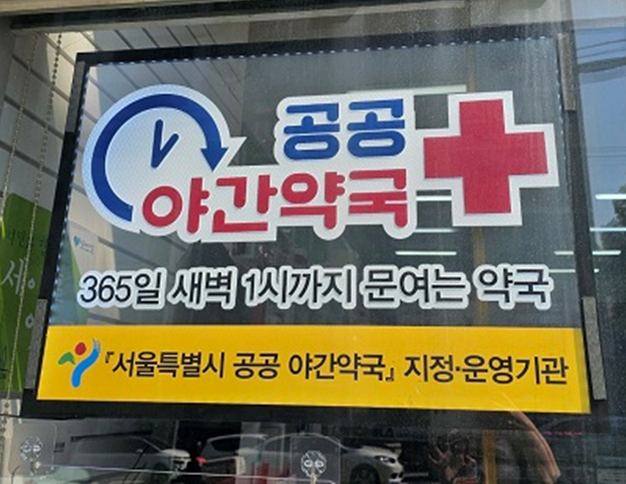 공공
야간약국
365일 새벽 1시까지 문여는 약국
『서울특별시 공공 야간약국』 지정·운영기관